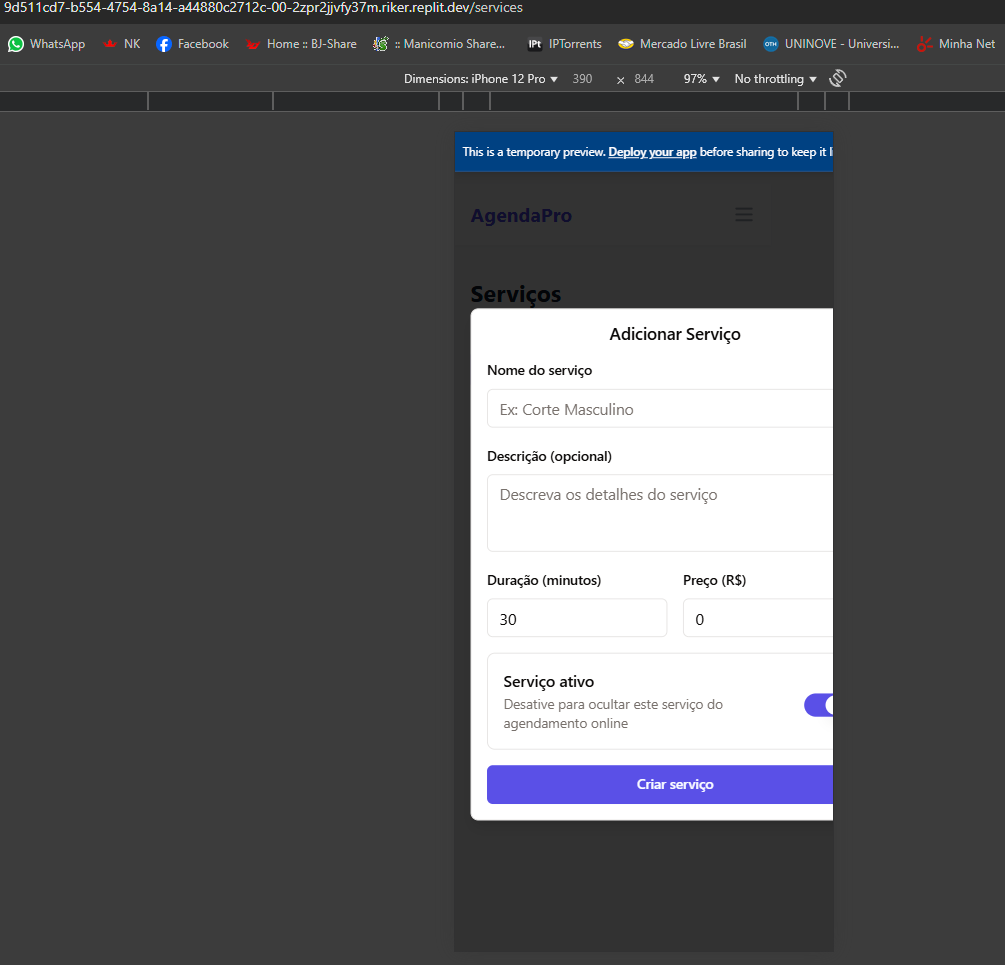 9d511cd7-b554-4754-8a14-a44880c2712c-00-2zpr2jjvfy37m.riker.replit.dev/services
WhatsApp NK Facebook Home :: BJ-Share :: Manicomio Share... IPt IPTorrents Mercado Livre Brasil OTH UNINOVE - Universi... Minha Net
Dimensions: iPhone 12 Pro 390 × 844 97% No throttling
This is a temporary preview. Deploy your app before sharing to keep it
AgendaPro
Serviços
Adicionar Serviço
Nome do serviço
Ex: Corte Masculino
Descrição (opcional)
Descreva os detalhes do serviço
Duração (minutos) Preço (R$)
30 0
Serviço ativo
Desative para ocultar este serviço do
agendamento online
Criar serviço